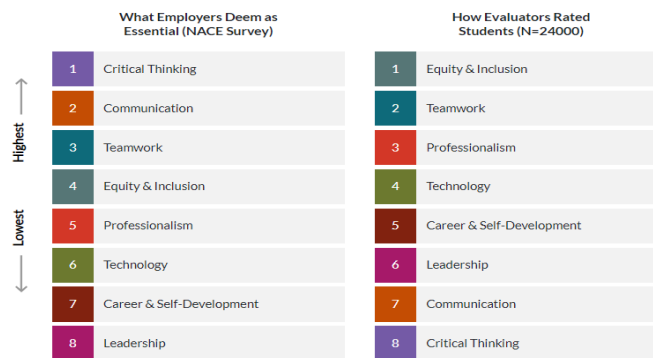 What Employers Deem as
Essential (NACE Survey)
1 Critical Thinking
2 Communication
3 Teamwork
4 Equity & Inclusion
5 Professionalism
6 Technology
7 Career & Self-Development
8 Leadership
How Evaluators Rated
Students (N=24000)
1 Equity & Inclusion
2 Teamwork
3 Professionalism
4 Technology
5 Career & Self-Development
6 Leadership
7 Communication
8 Critical Thinking
Highest
Lowest